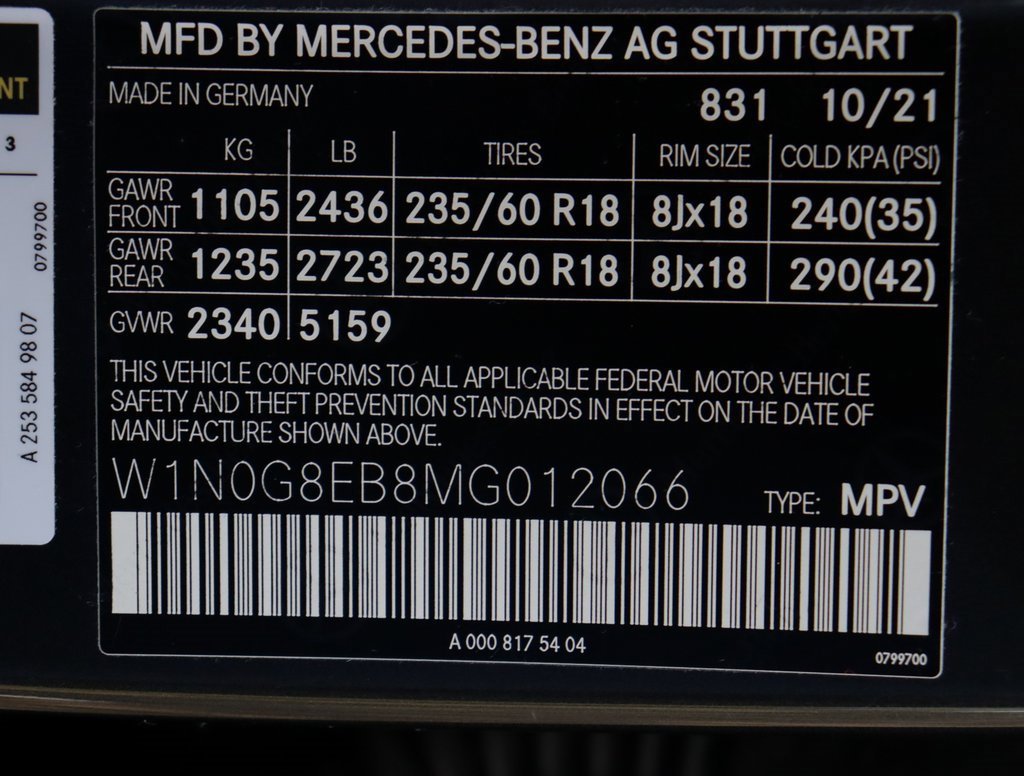 MFD BY MERCEDES-BENZ AG STUTTGART
MADE IN GERMANY 831 10/21
KG LB TIRES RIM SIZE COLD KPA(PSI)
GAWR FRONT 1105 2436 235/60 R18 8Jx18 240(35)
GAWR REAR 1235 2723 235/60 R18 8Jx18 290(42)
GVWR 2340 5159
THIS VEHICLE CONFORMS TO ALL APPLICABLE FEDERAL MOTOR VEHICLE
SAFETY AND THEFT PREVENTION STANDARDS IN EFFECT ON THE DATE OF
MANUFACTURE SHOWN ABOVE.
W1N0G8EB8MG012066 TYPE: MPV
A 000 817 54 04
0799700
NT
3
0799700
A 253 584 98 07